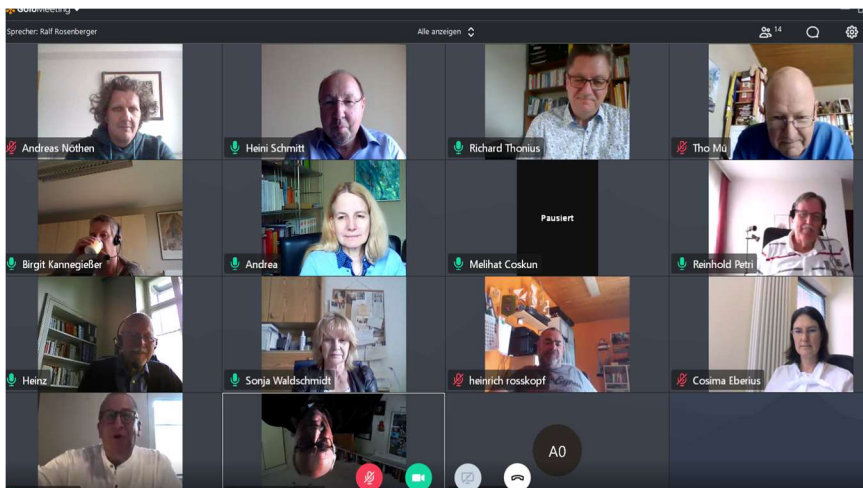 GoToMeeting
Sprecher: Ralf Rosenberger
Alle anzeigen
14
Andreas Nöthen
Heini Schmitt
Richard Thonius
Tho Mü
Birgit Kannegießer
Andrea
Pausiert
Melihat Coskun
Reinhold Petri
Heinz
Sonja Waldschmidt
heinrich rosskopf
Cosima Eberius
A0